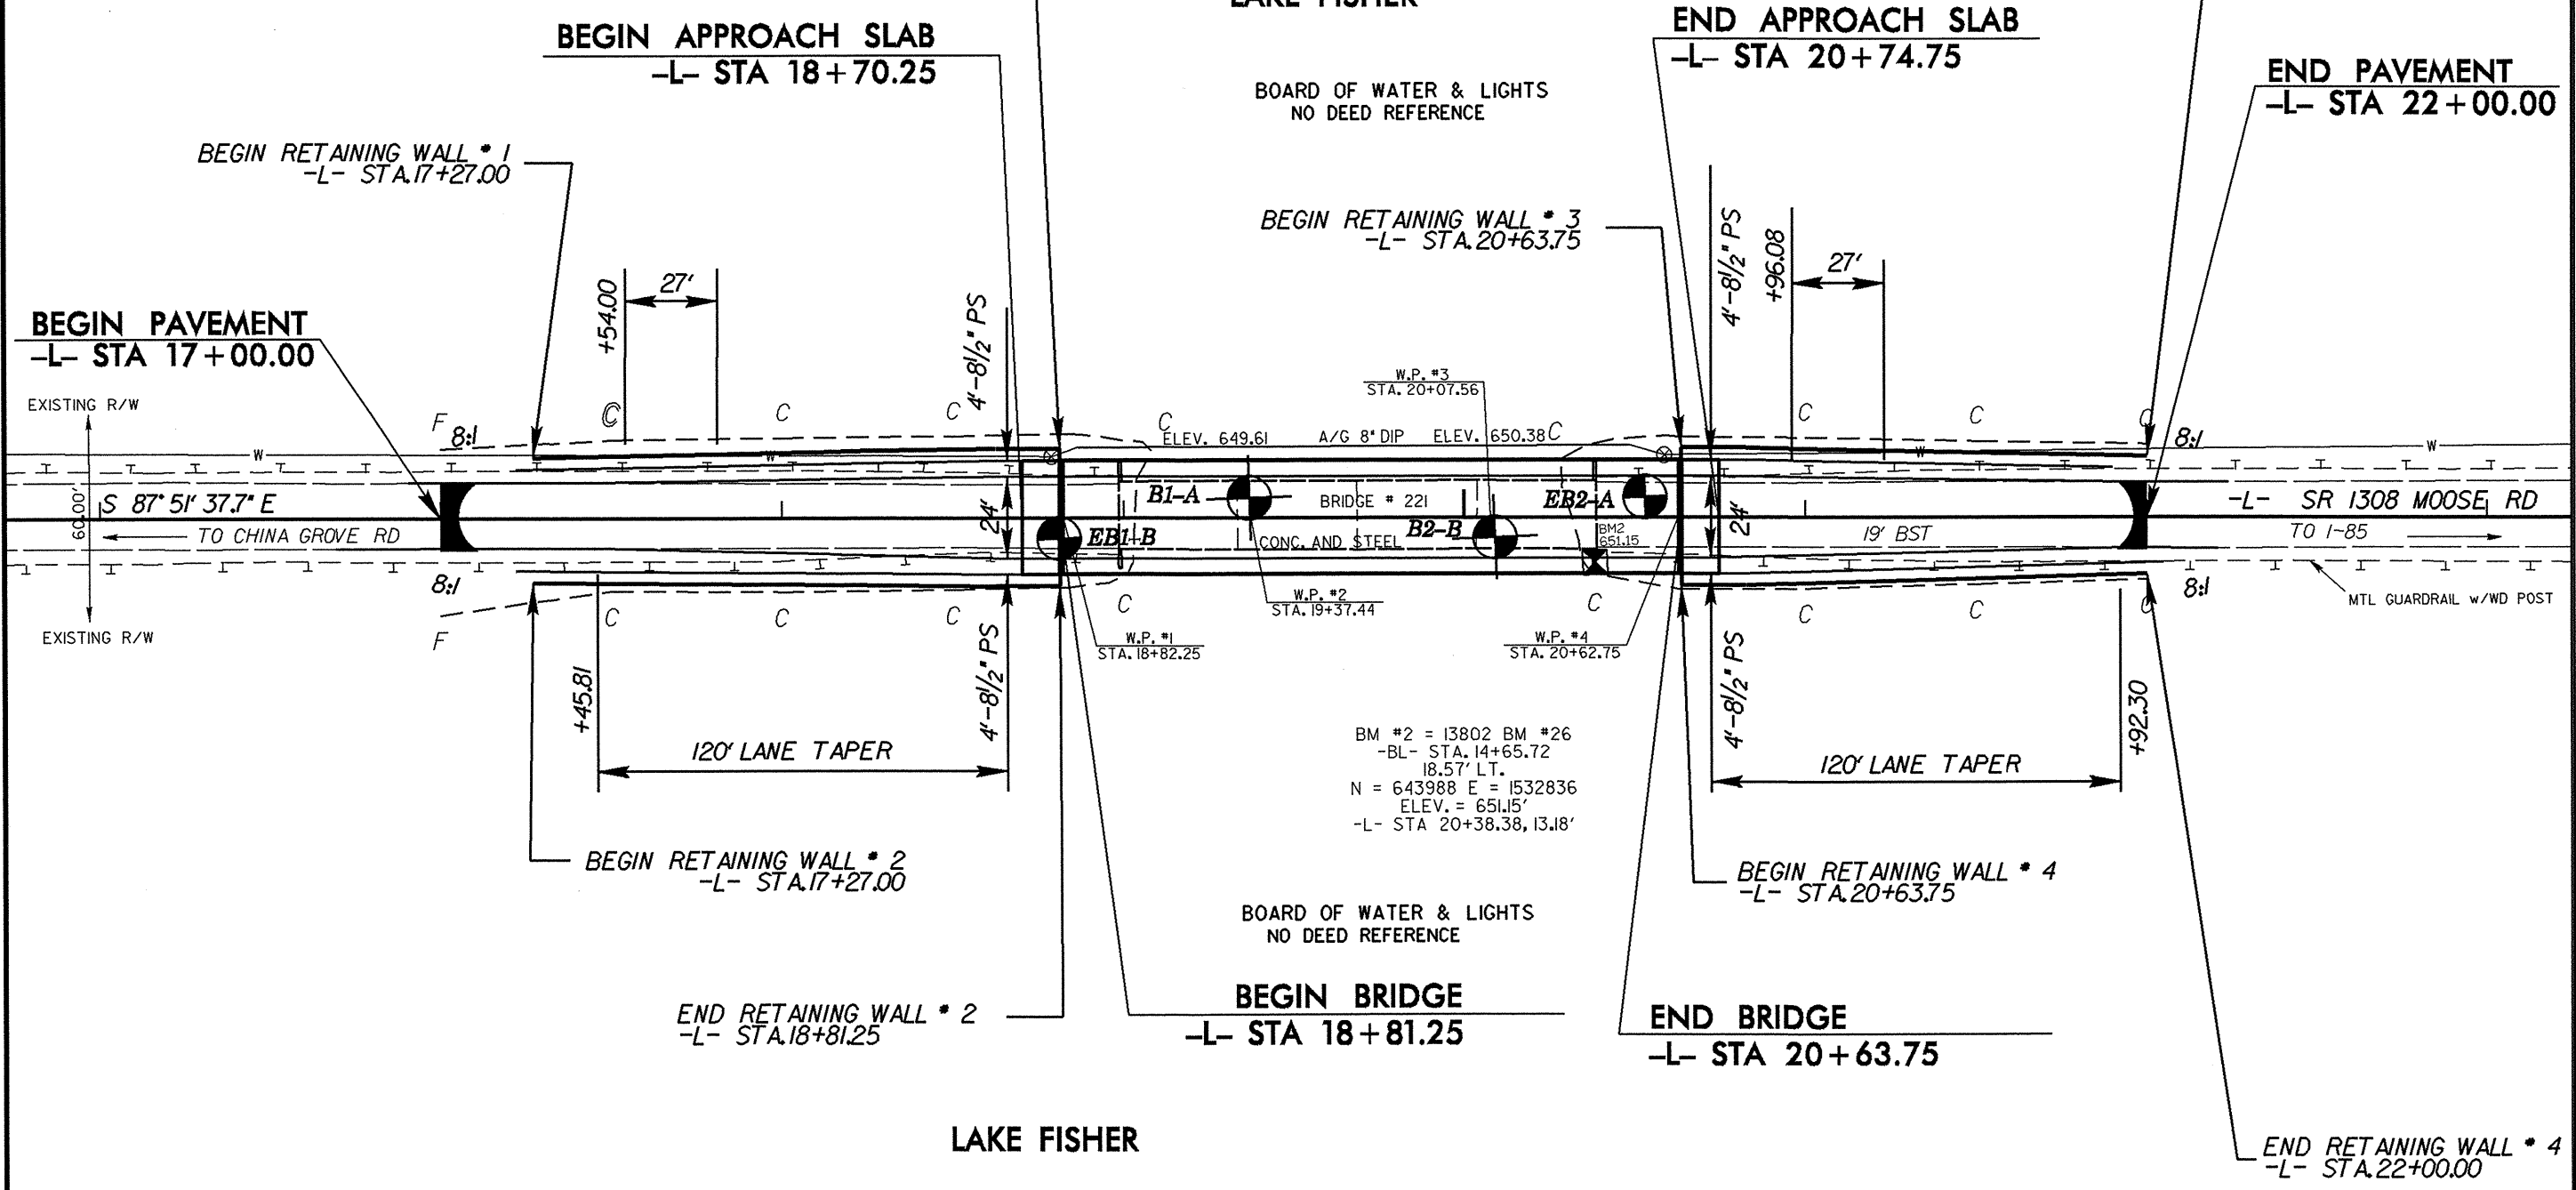 LAKE FISHER
BEGIN APPROACH SLAB
-L- STA 18+70.25
END APPROACH SLAB
-L- STA 20+74.75
END PAVEMENT
-L- STA 22+00.00
BOARD OF WATER & LIGHTS
NO DEED REFERENCE
BEGIN RETAINING WALL # 1
-L- STA.17+27.00
BEGIN RETAINING WALL # 3
-L- STA.20+63.75
BEGIN PAVEMENT
-L- STA 17+00.00
+54.00
27'
4'-8½" PS
4'-8½" PS
+96.08
27'
W.P. #3
STA. 20+07.56
EXISTING R/W
F
8:1
C
C
C
C
ELEV. 649.61
A/G 8" DIP
ELEV. 650.38
C
C
C
C
8:1
W
W
W
W
60.00'
S 87° 51' 37.7" E
24'
B1-A
BRIDGE # 221
EB2-A
24'
-L- SR 1308 MOOSE RD
TO CHINA GROVE RD
EB1-B
CONC. AND STEEL
B2-B
BM2
651.15
19' BST
TO I-85
8:1
8:1
EXISTING R/W
F
C
C
C
C
C
C
C
C
MTL GUARDRAIL w/WD POST
W.P. #2
STA. 19+37.44
W.P. #1
STA. 18+82.25
W.P. #4
STA. 20+62.75
+45.81
4'-8½" PS
4'-8½" PS
+92.30
120' LANE TAPER
120' LANE TAPER
BM #2 = 13802 BM #26
-BL- STA. 14+65.72
18.57' LT.
N = 643988 E = 1532836
ELEV. = 651.15'
-L- STA 20+38.38, 13.18'
BEGIN RETAINING WALL # 2
-L- STA.17+27.00
BEGIN RETAINING WALL # 4
-L- STA.20+63.75
BOARD OF WATER & LIGHTS
NO DEED REFERENCE
END RETAINING WALL # 2
-L- STA.18+81.25
BEGIN BRIDGE
-L- STA 18+81.25
END BRIDGE
-L- STA 20+63.75
LAKE FISHER
END RETAINING WALL # 4
-L- STA.22+00.00